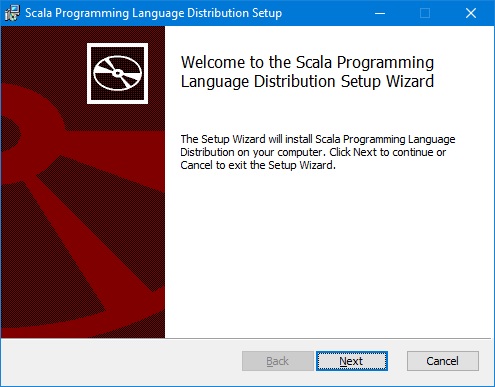 Scala Programming Language Distribution Setup
Welcome to the Scala Programming
Language Distribution Setup Wizard
The Setup Wizard will install Scala Programming Language
Distribution on your computer. Click Next to continue or
Cancel to exit the Setup Wizard.
Back Next Cancel